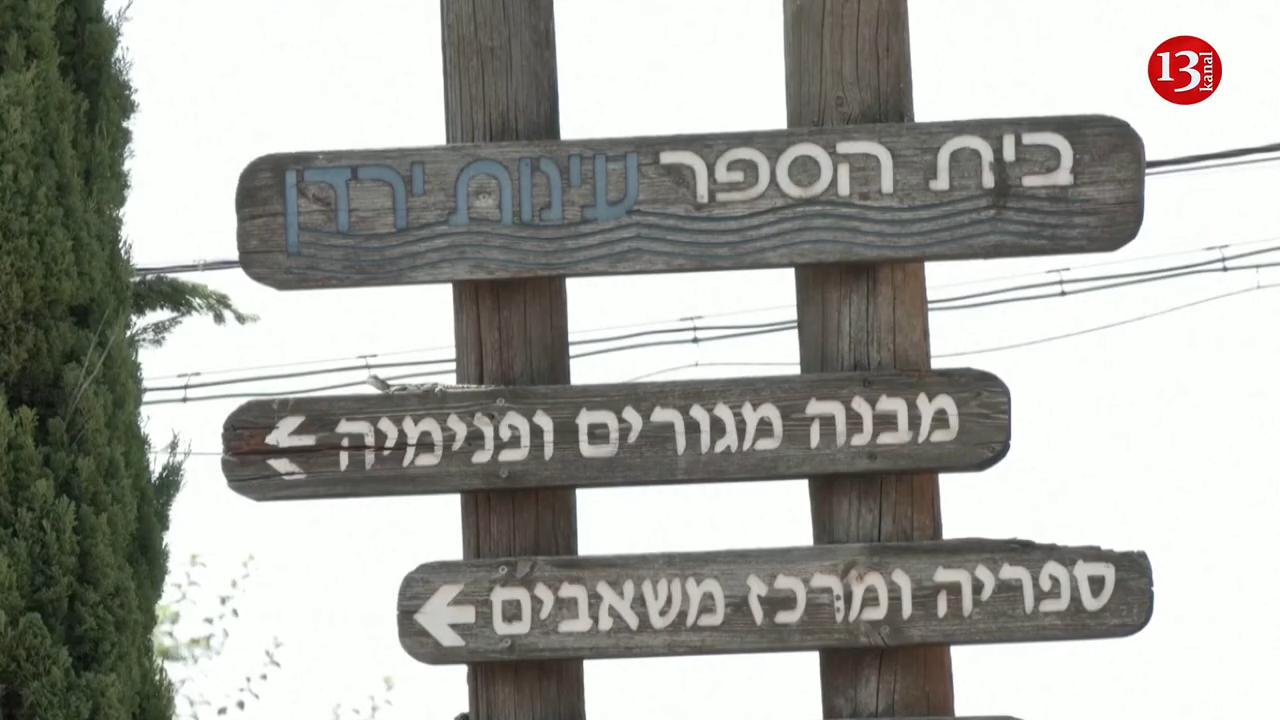 13 kanal
בית הספר עינות ירדן
מבנה מגורים ופנימיה
ספריה ומרכז משאבים